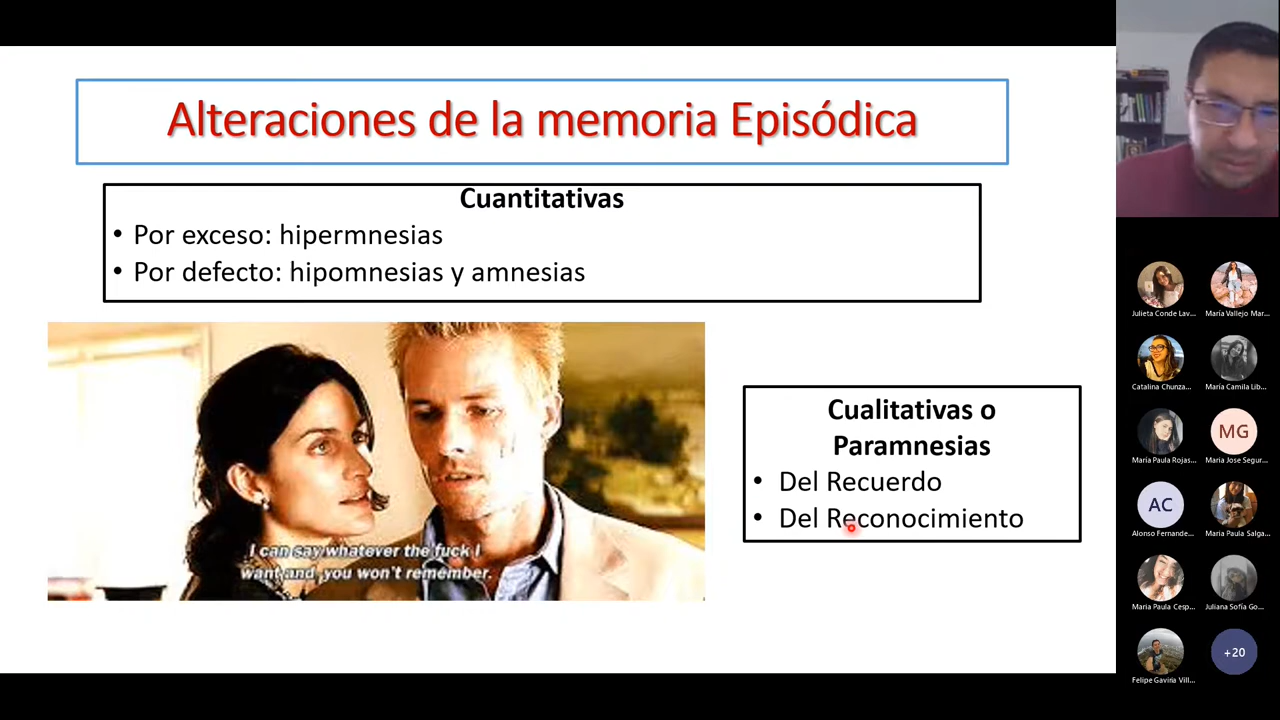 Alteraciones de la memoria Episódica
Cuantitativas
• Por exceso: hipermnesias
• Por defecto: hipomnesias y amnesias
I can say whatever the fuck I
want and you won't remember.
Cualitativas o
Paramnesias
• Del Recuerdo
• Del Reconocimiento
Julieta Conde Lav...
María Vallejo Mar...
Catalina Chunza...
María Camila Lib...
María Paula Rojas...
MG
Maria Jose Segur...
AC
Alonso Fernande...
Maria Paula Salga...
Maria Paula Cesp...
Juliana Sofía Go...
Felipe Gaviria Vill...
+20